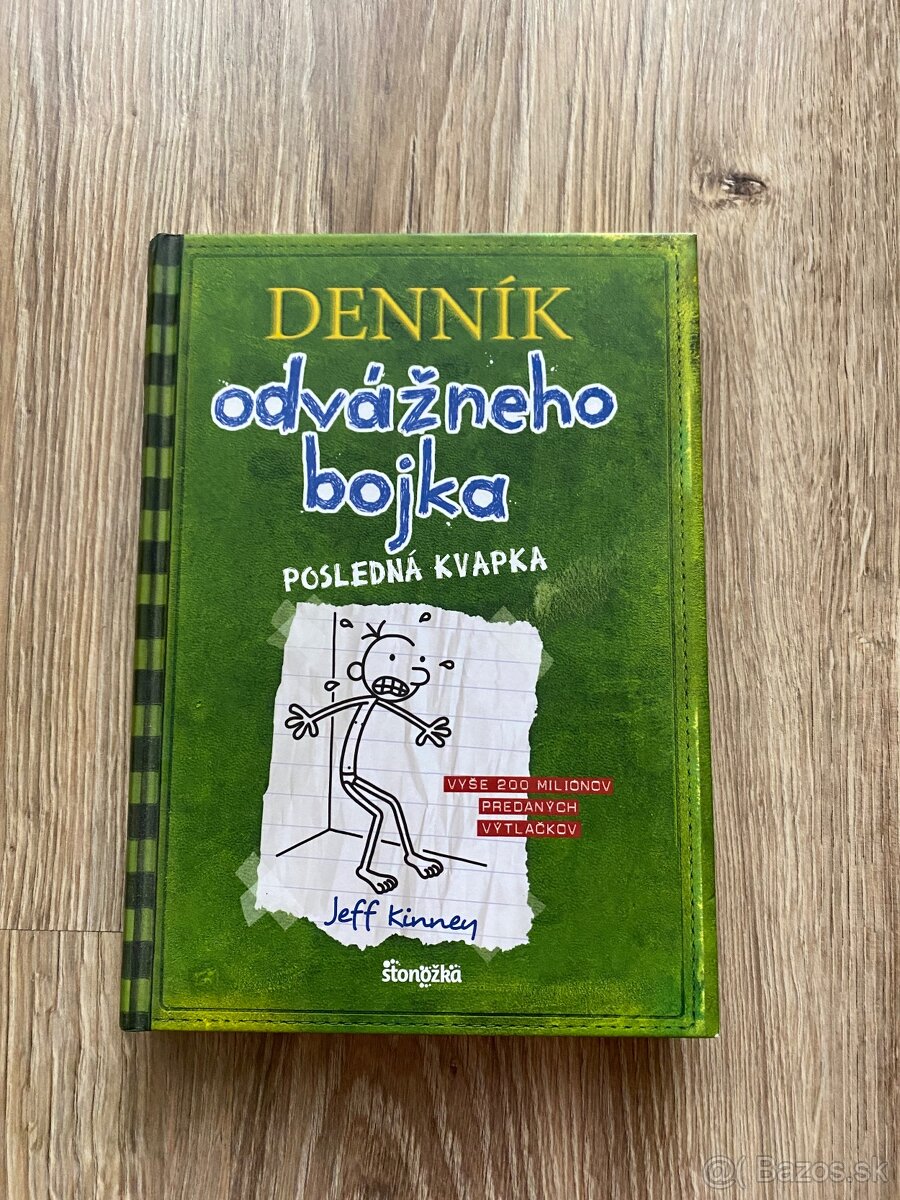 DENNÍK
odvážneho
bojka
POSLEDNÁ KVAPKA
VYŠE 200 MILIÓNOV
PREDANÝCH
VÝTLAČKOV
Jeff Kinney
stonožka
Bazos.sk